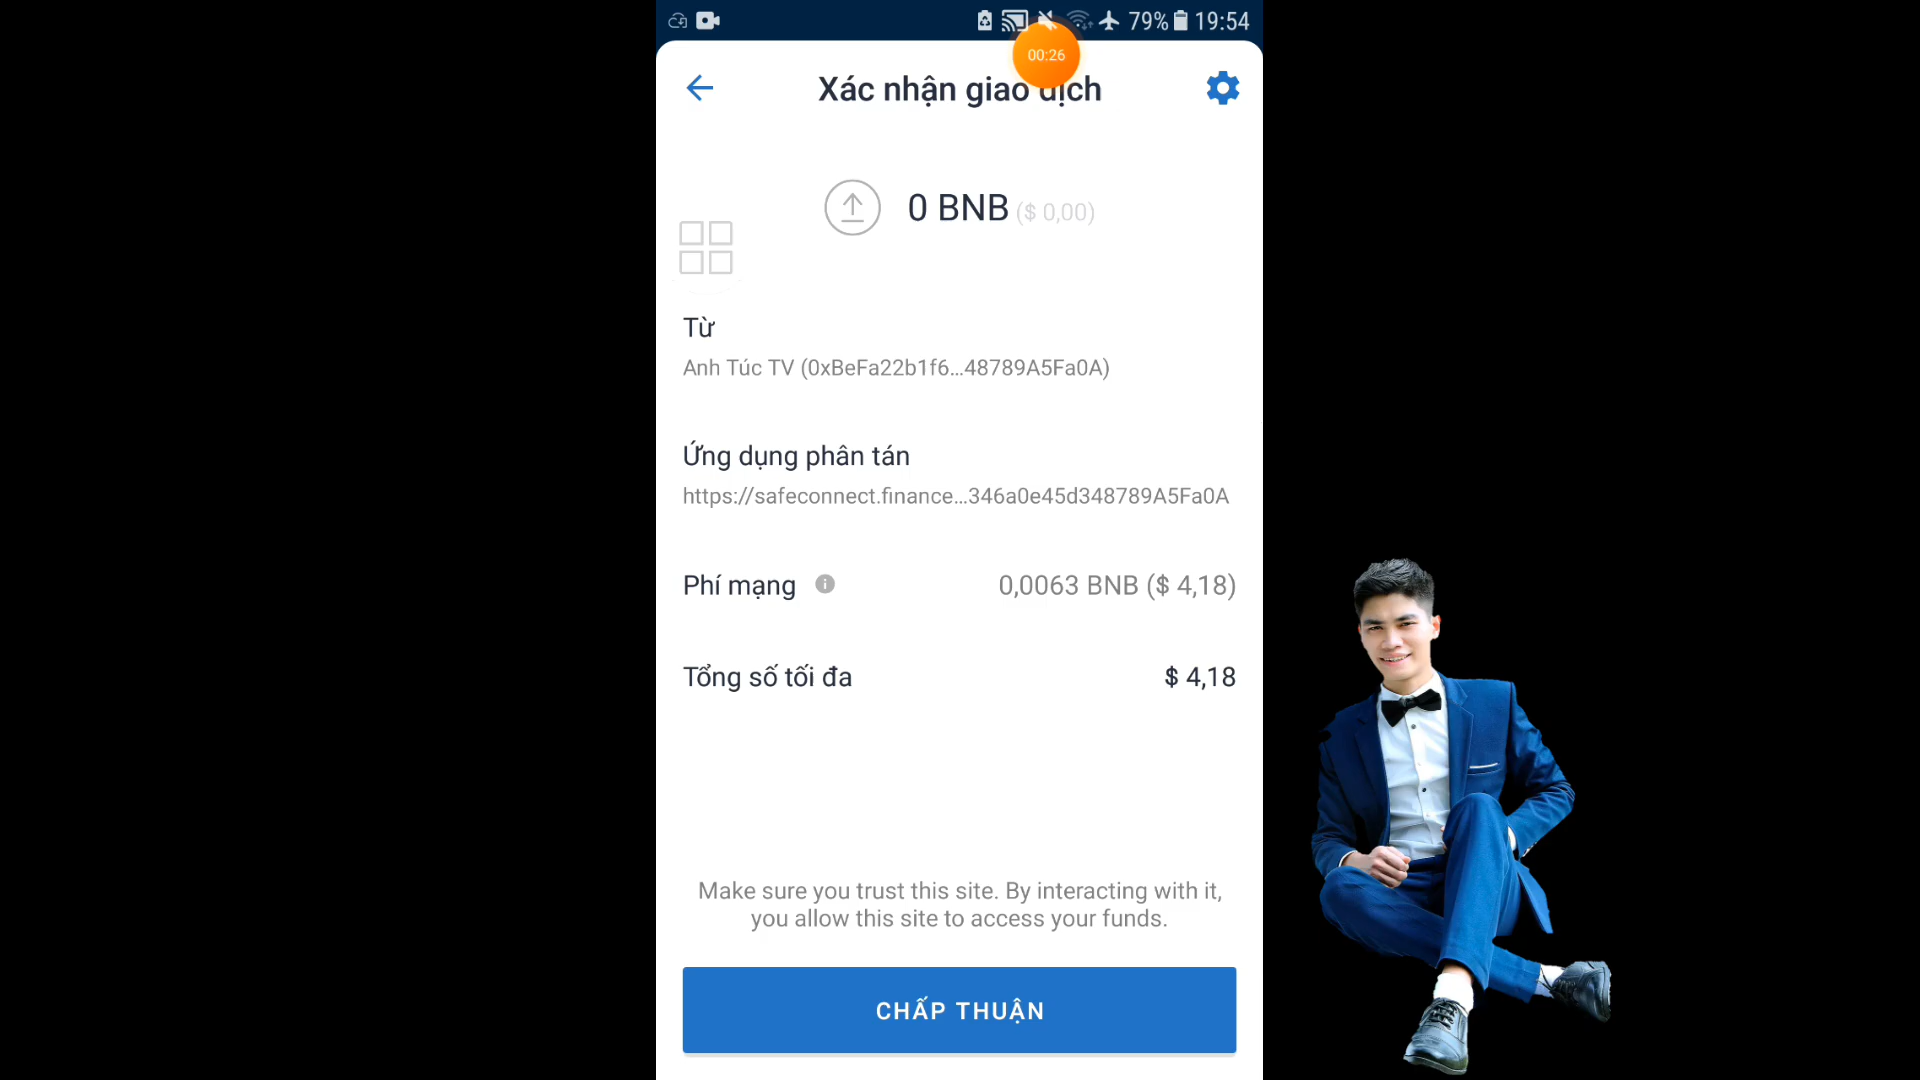 79% 19:54
00:26
Xác nhận giao dịch
0 BNB ($ 0,00)
Từ
Anh Túc TV (0xBeFa22b1f6...48789A5Fa0A)
Ứng dụng phân tán
https://safeconnect.finance...346a0e45d348789A5Fa0A
Phí mạng 0,0063 BNB ($ 4,18)
Tổng số tối đa $ 4,18
Make sure you trust this site. By interacting with it,
you allow this site to access your funds.
CHẤP THUẬN